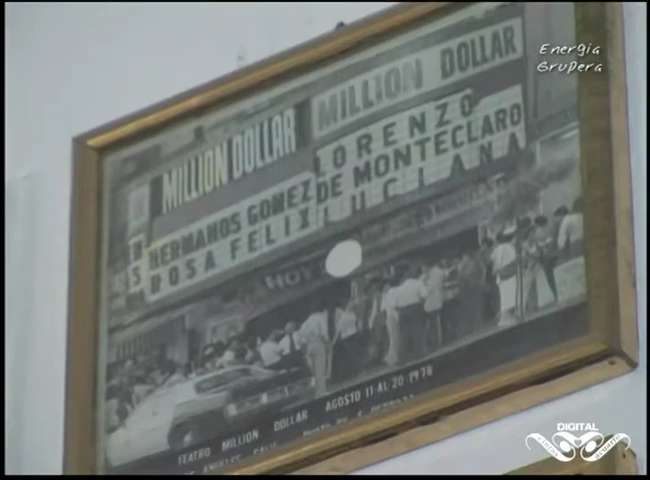 Energia
Grupera
MILLION DOLLAR
MILLION DOLLAR
LORENZO
DE MONTECLARO
LUCIANA
HERMANOS GOMEZ
ROSA FELIX
HOY
TEATRO MILLION DOLLAR AGOSTO 11-AL-20 1978
DIGITAL